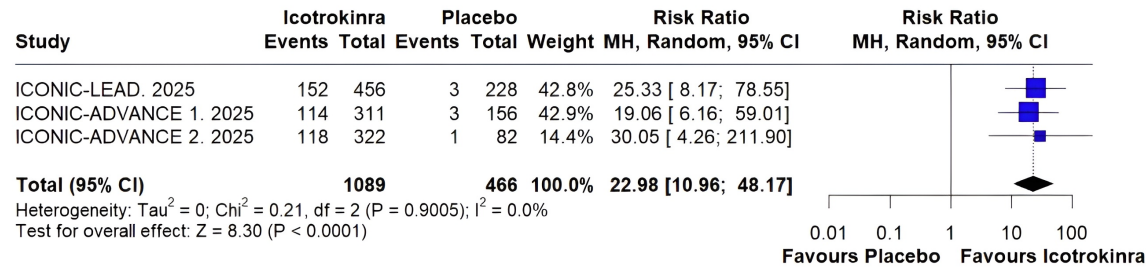 Icotrokinra Placebo Risk Ratio Risk Ratio
Study Events Total Events Total Weight MH, Random, 95% CI MH, Random, 95% CI
ICONIC-LEAD. 2025 152 456 3 228 42.8% 25.33 [ 8.17; 78.55]
ICONIC-ADVANCE 1. 2025 114 311 3 156 42.9% 19.06 [ 6.16; 59.01]
ICONIC-ADVANCE 2. 2025 118 322 1 82 14.4% 30.05 [ 4.26; 211.90]
Total (95% CI) 1089 466 100.0% 22.98 [10.96; 48.17]
Heterogeneity: Tau² = 0; Chi² = 0.21, df = 2 (P = 0.9005); I² = 0.0%
Test for overall effect: Z = 8.30 (P < 0.0001)
0.01 0.1 1 10 100
Favours Placebo Favours Icotrokinra